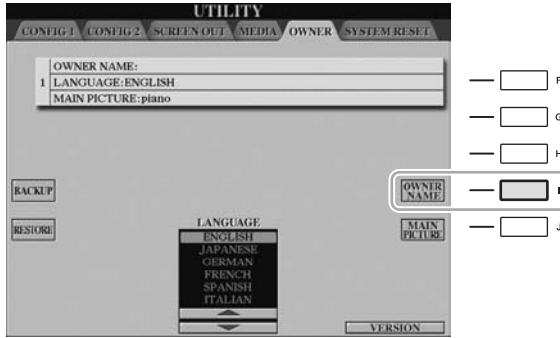 UTILITY
CONFIG 1 CONFIG 2 SCREEN OUT MEDIA OWNER SYSTEM RESET
OWNER NAME:
1 LANGUAGE:ENGLISH
MAIN PICTURE:piano
F
G
H
BACKUP
OWNER
NAME
I
RESTORE
LANGUAGE
MAIN
PICTURE
J
ENGLISH
JAPANESE
GERMAN
FRENCH
SPANISH
ITALIAN
VERSION